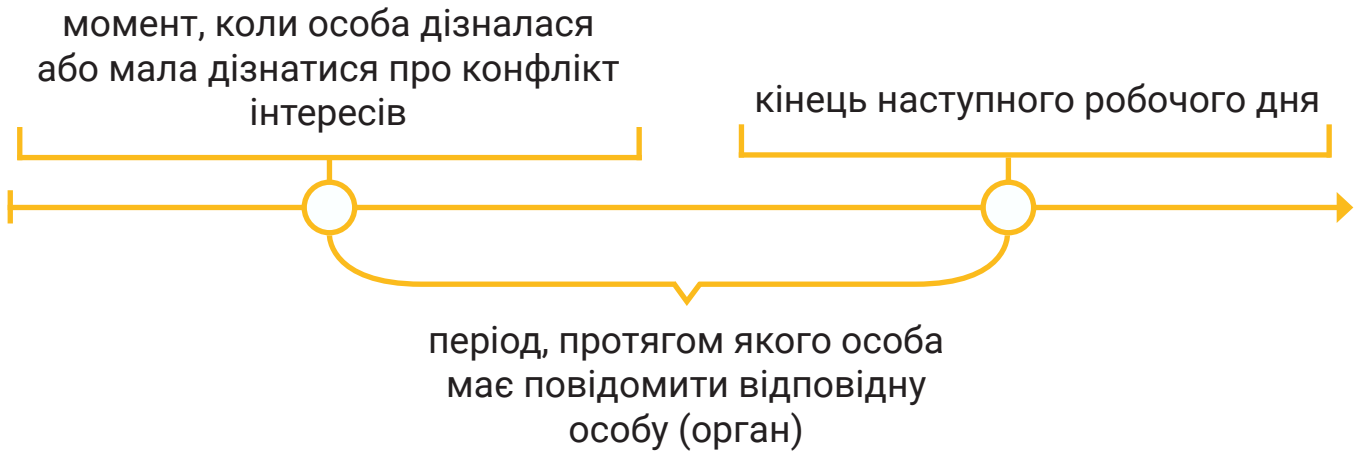 момент, коли особа дізналася
або мала дізнатися про конфлікт
інтересів
кінець наступного робочого дня
період, протягом якого особа
має повідомити відповідну
особу (орган)